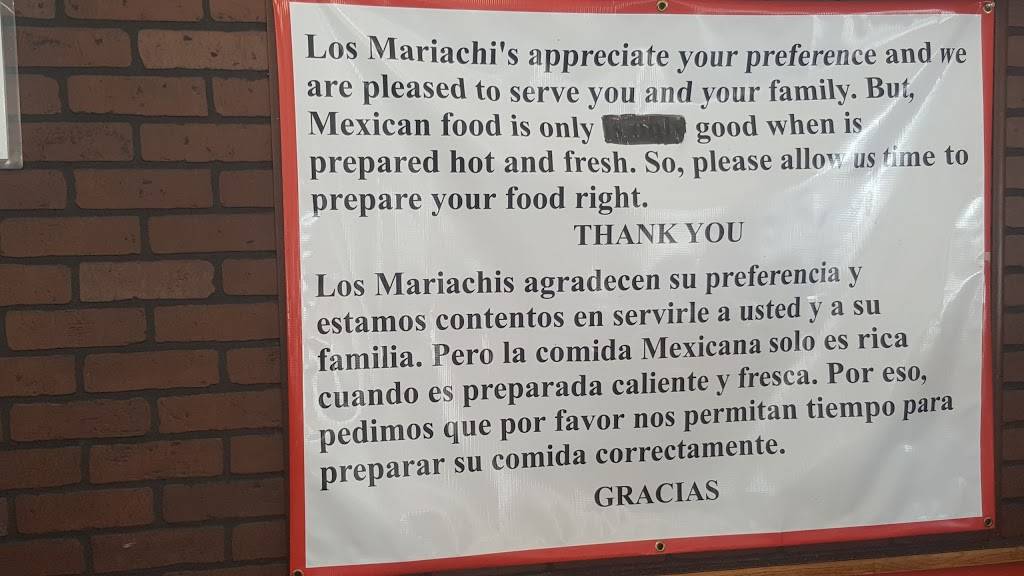 Los Mariachi's appreciate your preference and we
are pleased to serve you and your family. But,
Mexican food is only good when is
prepared hot and fresh. So, please allow us time to
prepare your food right.
THANK YOU
Los Mariachis agradecen su preferencia y
estamos contentos en servirle a usted y a su
familia. Pero la comida Mexicana solo es rica
cuando es preparada caliente y fresca. Por eso,
pedimos que por favor nos permitan tiempo para
preparar su comida correctamente.
GRACIAS